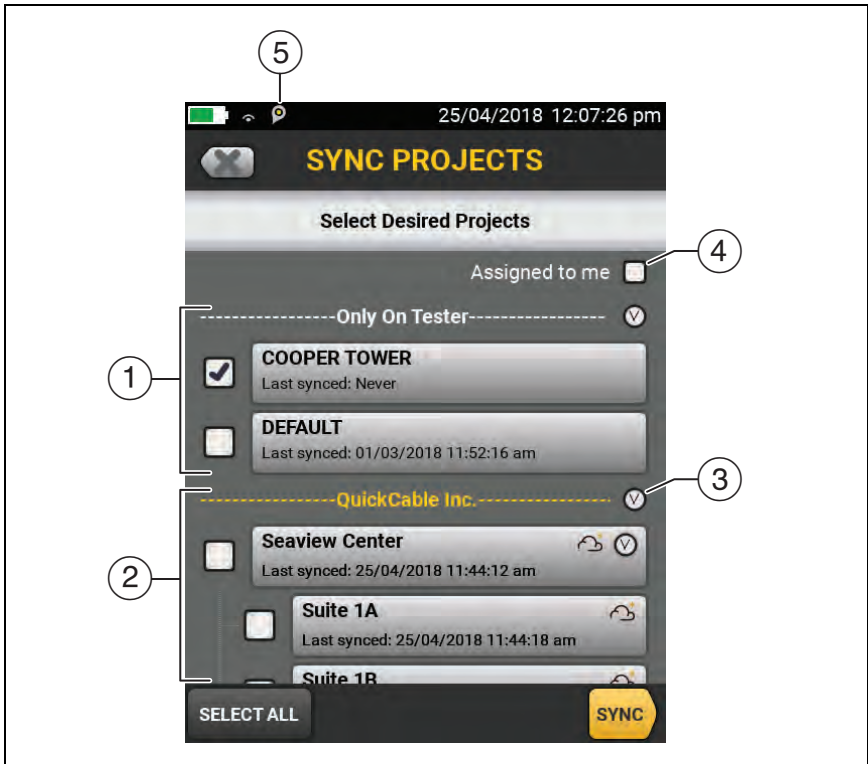 5
25/04/2018 12:07:26 pm
SYNC PROJECTS
Select Desired Projects
4
Assigned to me
Only On Tester
1
COOPER TOWER
Last synced: Never
DEFAULT
Last synced: 01/03/2018 11:52:16 am
3
QuickCable Inc.
2
Seaview Center
Last synced: 25/04/2018 11:44:12 am
Suite 1A
Last synced: 25/04/2018 11:44:18 am
Suite 1B
SELECT ALL
SYNC